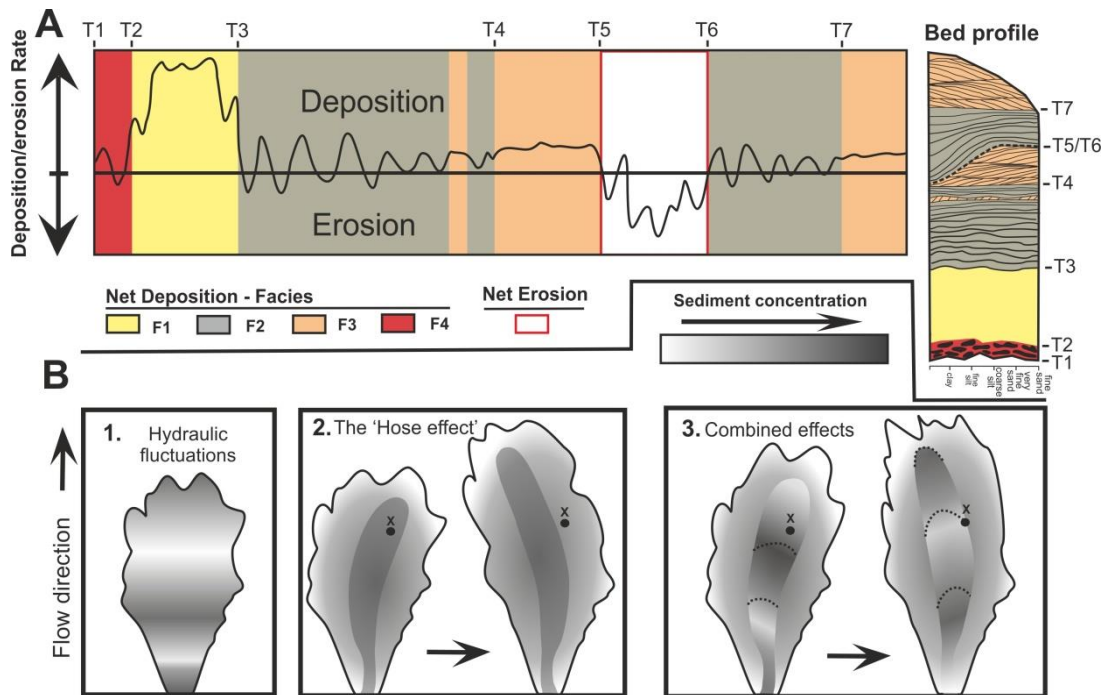 A
T1 T2 T3 T4 T5 T6 T7
Bed profile
Deposition/erosion Rate
Deposition
Erosion
T7
T5/T6
T4
T3
T2
T1
clay
fine silt
coarse silt
very fine sand
fine sand
Net Deposition - Facies
F1 F2 F3 F4
Net Erosion
Sediment concentration
B
Flow direction
1. Hydraulic
fluctuations
2. The 'Hose effect'
x
x
3. Combined effects
x
x